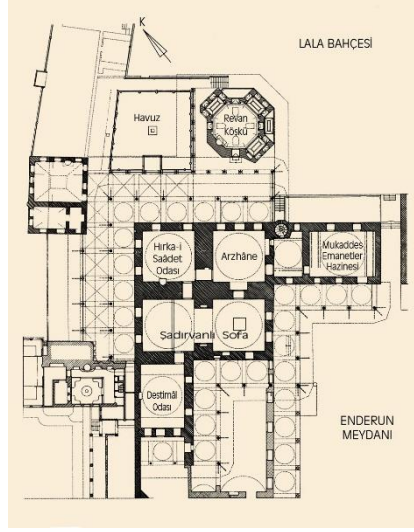 K
LALA BAHÇESİ
Havuz
Revan
Köşkü
Hırka-i
Saâdet
Odası
Arzhâne
Mukaddes
Emanetler
Hazinesi
Şadırvanlı Sofa
Destimâl
Odası
ENDERUN
MEYDANI